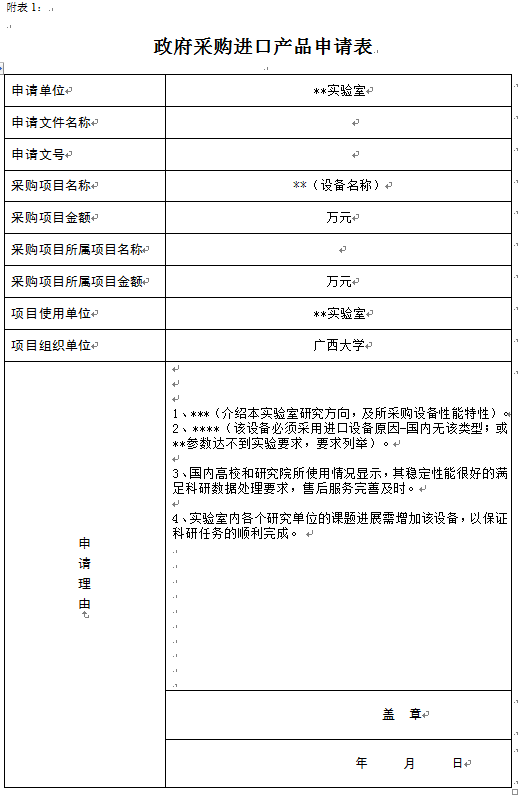 附表1：
政府采购进口产品申请表
申请单位 **实验室
申请文件名称
申请文号
采购项目名称 **（设备名称）
采购项目金额 万元
采购项目所属项目名称
采购项目所属项目金额 万元
项目使用单位 **实验室
项目组织单位 广西大学
申请理由
1、***（介绍本实验室研究方向，及所采购设备性能特性）。
2、****（该设备必须采用进口设备原因-国内无该类型；或
**参数达不到实验要求，要求列举）。
3、国内高校和研究院所使用情况显示，其稳定性能很好的满
足科研数据处理要求，售后服务完善及时。
4、实验室内各个研究单位的课题进展需增加该设备，以保证
科研任务的顺利完成。
盖 章
年 月 日